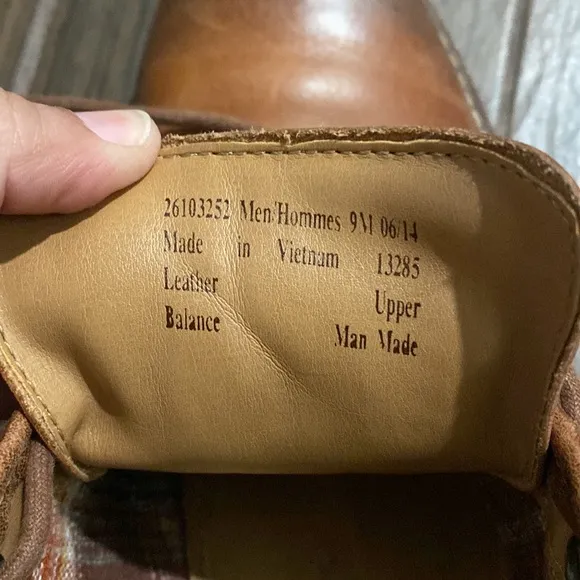 26103252 Men/Hommes 9M 06/14
Made in Vietnam 13285
Leather Upper
Balance Man Made